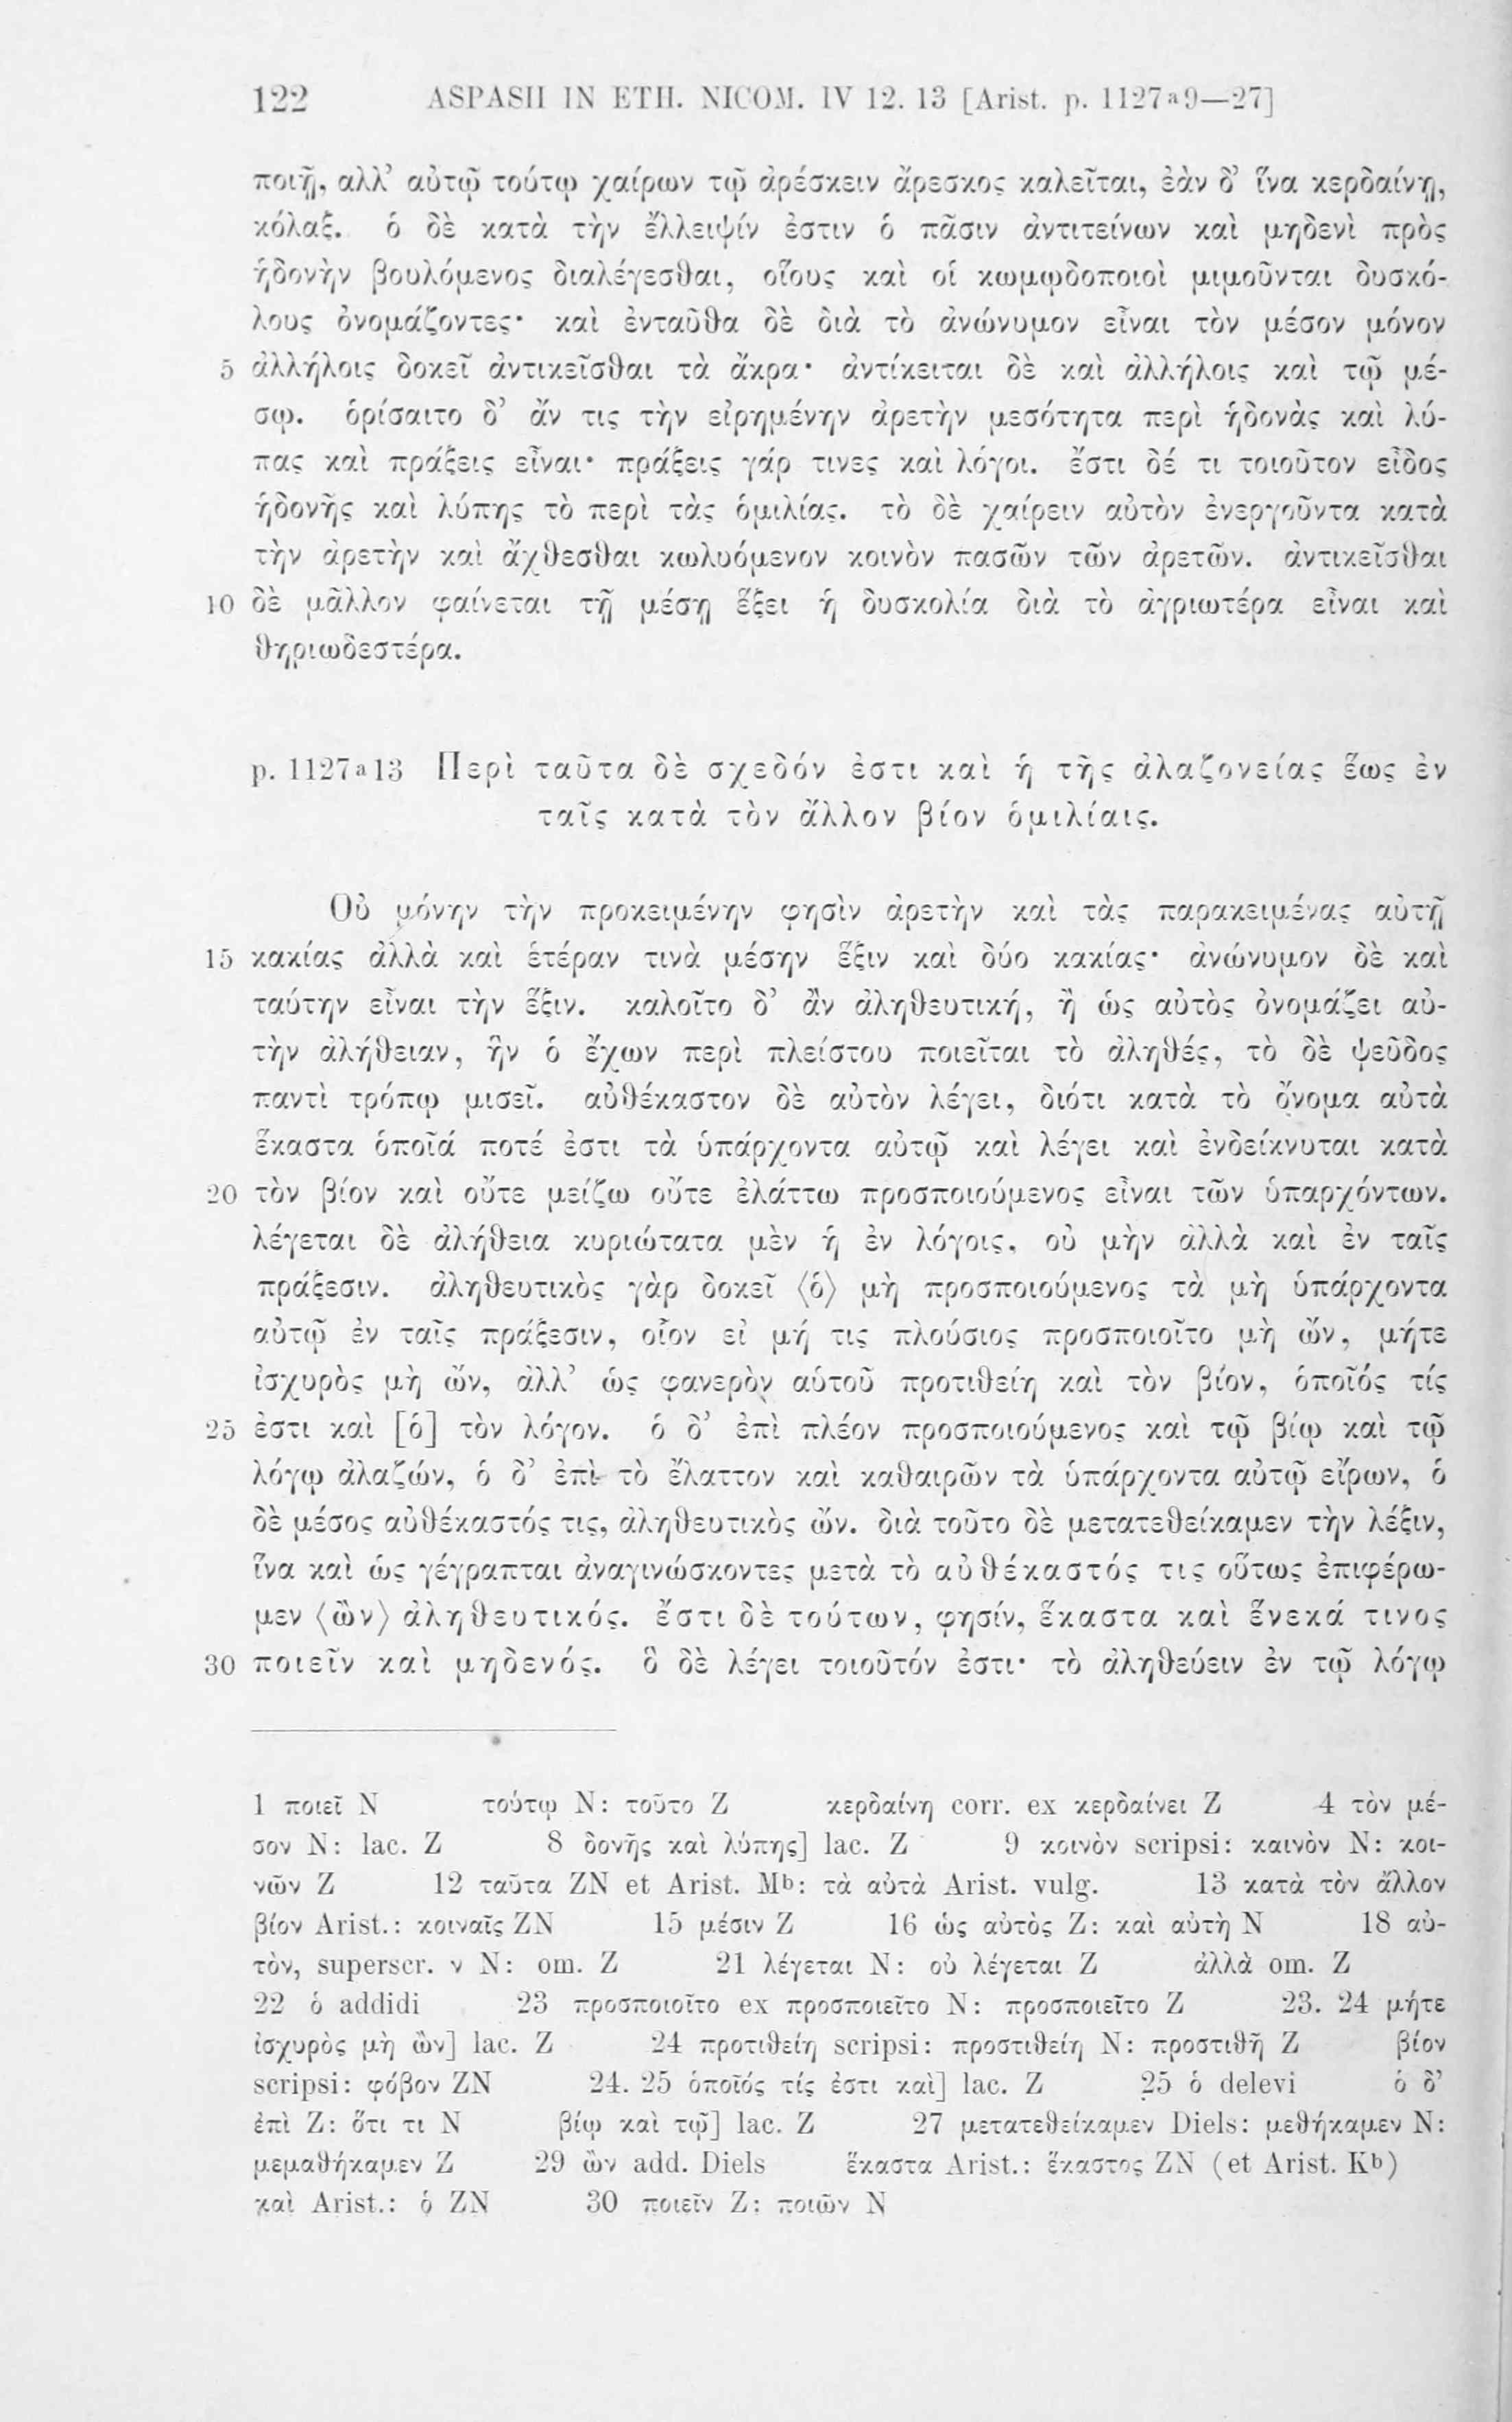 122 ASPASII IN ETH. NICOM. IV 12. 13 [Arist. p. 1127ᵃ9—27]
ποιῇ, αλλ’ αὐτῷ τούτῳ χαίρων τῷ ἀρέσκειν ἄρεσκος καλεῖται, ἐὰν δ’ ἵνα κερδαίνῃ,
κόλαξ. ὁ δὲ κατὰ τὴν ἔλλειψίν ἐστιν ὁ πᾶσιν ἀντιτείνων καὶ μηδενὶ πρὸς
ἡδονὴν βουλόμενος διαλέγεσθαι, οἵους καὶ οἱ κωμῳδοποιοὶ μιμοῦνται δυσκό-
λους ὀνομάζοντες· καὶ ἐνταῦθα δὲ διὰ τὸ ἀνώνυμον εἶναι τὸν μέσον μόνον
5 ἀλλήλοις δοκεῖ ἀντικεῖσθαι τὰ ἄκρα· ἀντίκειται δὲ καὶ ἀλλήλοις καὶ τῷ μέ-
σῳ. ὁρίσαιτο δ’ ἄν τις τὴν εἰρημένην ἀρετὴν μεσότητα περὶ ἡδονὰς καὶ λύ-
πας καὶ πράξεις εἶναι· πράξεις γάρ τινες καὶ λόγοι. ἔστι δέ τι τοιοῦτον εἶδος
ἡδονῆς καὶ λύπης τὸ περὶ τὰς ὁμιλίας. τὸ δὲ χαίρειν αὐτὸν ἐνεργοῦντα κατὰ
τὴν ἀρετὴν καὶ ἄχθεσθαι κωλυόμενον κοινὸν πασῶν τῶν ἀρετῶν. ἀντικεῖσθαι
10 δὲ μᾶλλον φαίνεται τῇ μέσῃ ἕξει ἡ δυσκολία διὰ τὸ ἀγριωτέρα εἶναι καὶ
θηριωδεστέρα.
p. 1127ᵃ13 Περὶ ταῦτα δὲ σχεδόν ἐστι καὶ ἡ τῆς ἀλαζονείας ἕως ἐν
ταῖς κατὰ τὸν ἄλλον βίον ὁμιλίαις.
Οὐ μόνην τὴν προκειμένην φησὶν ἀρετὴν καὶ τὰς παρακειμένας αὐτῇ
15 κακίας ἀλλὰ καὶ ἑτέραν τινὰ μέσην ἕξιν καὶ δύο κακίας· ἀνώνυμον δὲ καὶ
ταύτην εἶναι τὴν ἕξιν. καλοῖτο δ’ ἂν ἀληθευτική, ἢ ὡς αὐτὸς ὀνομάζει αὐ-
τὴν ἀλήθειαν, ἣν ὁ ἔχων περὶ πλείστου ποιεῖται τὸ ἀληθές, τὸ δὲ ψεῦδος
παντὶ τρόπῳ μισεῖ. αὐθέκαστον δὲ αὐτὸν λέγει, διότι κατὰ τὸ ὄνομα αὐτὰ
ἕκαστα ὁποῖά ποτέ ἐστι τὰ ὑπάρχοντα αὐτῷ καὶ λέγει καὶ ἐνδείκνυται κατὰ
20 τὸν βίον καὶ οὔτε μείζω οὔτε ἐλάττω προσποιούμενος εἶναι τῶν ὑπαρχόντων.
λέγεται δὲ ἀλήθεια κυριώτατα μὲν ἡ ἐν λόγοις, οὐ μὴν αλλὰ καὶ ἐν ταῖς
πράξεσιν. ἀληθευτικὸς γὰρ δοκεῖ ⟨ὁ⟩ μὴ προσποιούμενος τὰ μὴ ὑπάρχοντα
αὐτῷ ἐν ταῖς πράξεσιν, οἷον εἰ μή τις πλούσιος προσποιοῖτο μὴ ὤν, μήτε
ἰσχυρὸς μὴ ὤν, ἀλλ’ ὡς φανερὸν αὑτοῦ προτιθείη καὶ τὸν βίον, ὁποῖός τίς
25 ἐστι καὶ [ὁ] τὸν λόγον. ὁ δ’ ἐπὶ πλέον προσποιούμενος καὶ τῷ βίῳ καὶ τῷ
λόγῳ ἀλαζών, ὁ δ’ ἐπὶ τὸ ἔλαττον καὶ καθαιρῶν τὰ ὑπάρχοντα αὐτῷ εἴρων, ὁ
δὲ μέσος αὐθέκαστός τις, ἀληθευτικὸς ὤν. διὰ τοῦτο δὲ μετατεθείκαμεν τὴν λέξιν,
ἵνα καὶ ὡς γέγραπται ἀναγινώσκοντες μετὰ τὸ αὐθέκαστός τις οὕτως ἐπιφέρω-
μεν ⟨ὢν⟩ ἀληθευτικός. ἔστι δὲ τούτων, φησίν, ἕκαστα καὶ ἕνεκά τινος
30 ποιεῖν καὶ μηδενός. ὃ δὲ λέγει τοιοῦτόν ἐστι· τὸ ἀληθεύειν ἐν τῷ λόγῳ
1 ποιεῖ N τούτῳ N: τοῦτο Z κερδαίνη corr. ex κερδαίνει Z 4 τὸν μέ-
σον N: lac. Z 8 δονῆς καὶ λύπης] lac. Z 9 κοινὸν scripsi: καινὸν N: κοι-
νῶν Z 12 ταῦτα ZN et Arist. Mᵇ: τὰ αὐτὰ Arist. vulg. 13 κατὰ τὸν ἄλλον
βίον Arist.: κοιναῖς ZN 15 μέσιν Z 16 ὡς αὐτὸς Z: καὶ αὐτὴ N 18 αὐ-
τὸν, superscr. ν N: om. Z 21 λέγεται N: οὐ λέγεται Z ἀλλὰ om. Z
22 ὁ addidi 23 προσποιοῖτο ex προσποιεῖτο N: προσποιεῖτο Z 23. 24 μήτε
ἰσχυρὸς μὴ ὢν] lac. Z 24 προτιθείη scripsi: προστιθείη N: προστιθῆ Z βίον
scripsi: φόβον ZN 24. 25 ὁποῖός τίς ἐστι καὶ] lac. Z 25 ὁ delevi ὁ δ’
ἐπὶ Z: ὅτι τι N βίῳ καὶ τῷ] lac. Z 27 μετατεθείκαμεν Diels: μεθήκαμεν N:
μεμαθήκαμεν Z 29 ὢν add. Diels ἕκαστα Arist.: ἕκαστος ZN (et Arist. Kᵇ)
καὶ Arist.: ὁ ZN 30 ποιεῖν Z: ποιῶν N